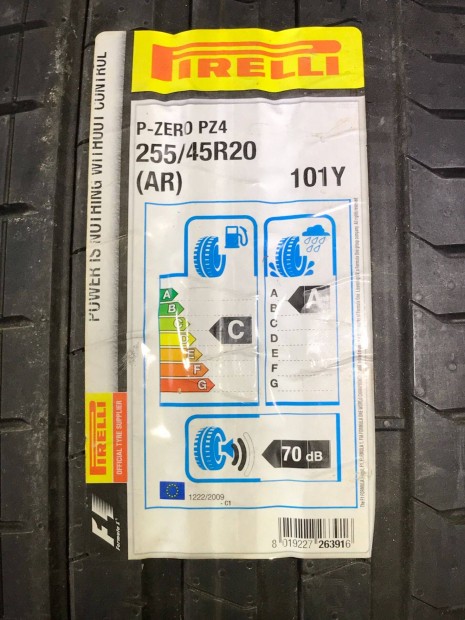 PIRELLI
P-ZERO PZ4
255/45R20
(AR) 101Y
A
B
C
D
E
F
G
C
A
B
C
D
E
F
G
A
70 dB
1222/2009
- C1
8 019227 263916
POWER IS NOTHING WITHOUT CONTROL
PIRELLI
OFFICIAL TYRE SUPPLIER
F1
Formula 1